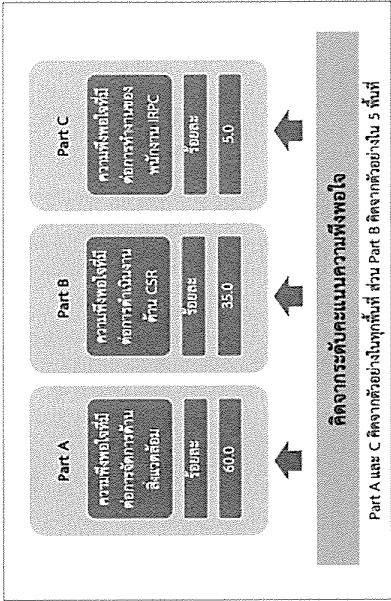 Part A
ความพึงพอใจที่มี
ต่อการจัดการด้าน
สิ่งแวดล้อม
ร้อยละ
60.0
Part B
ความพึงพอใจที่มี
ต่อการดำเนินงาน
ด้าน CSR
ร้อยละ
35.0
Part C
ความพึงพอใจที่มี
ต่อการทำงานของ
พนักงาน IRPC
ร้อยละ
5.0
คิดจากระดับคะแนนความพึงพอใจ
Part A และ C คิดจากตัวอย่างในทุกพื้นที่ ส่วน Part B คิดจากตัวอย่างใน 5 พื้นที่